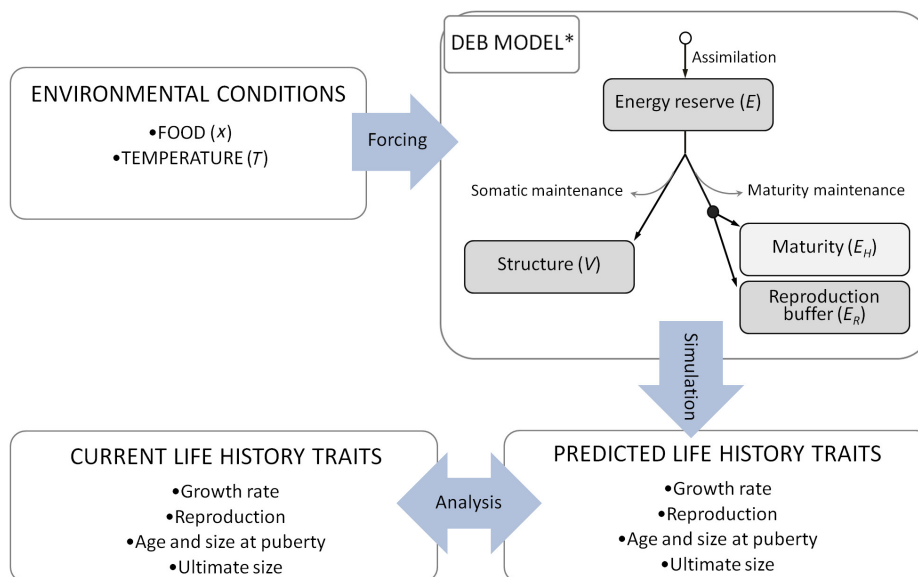 DEB MODEL*
Assimilation
Energy reserve (E)
ENVIRONMENTAL CONDITIONS
•FOOD (x)
•TEMPERATURE (T)
Forcing
Somatic maintenance
Maturity maintenance
Structure (V)
Maturity (E_H)
Reproduction
buffer (E_R)
Simulation
CURRENT LIFE HISTORY TRAITS
•Growth rate
•Reproduction
•Age and size at puberty
•Ultimate size
Analysis
PREDICTED LIFE HISTORY TRAITS
•Growth rate
•Reproduction
•Age and size at puberty
•Ultimate size